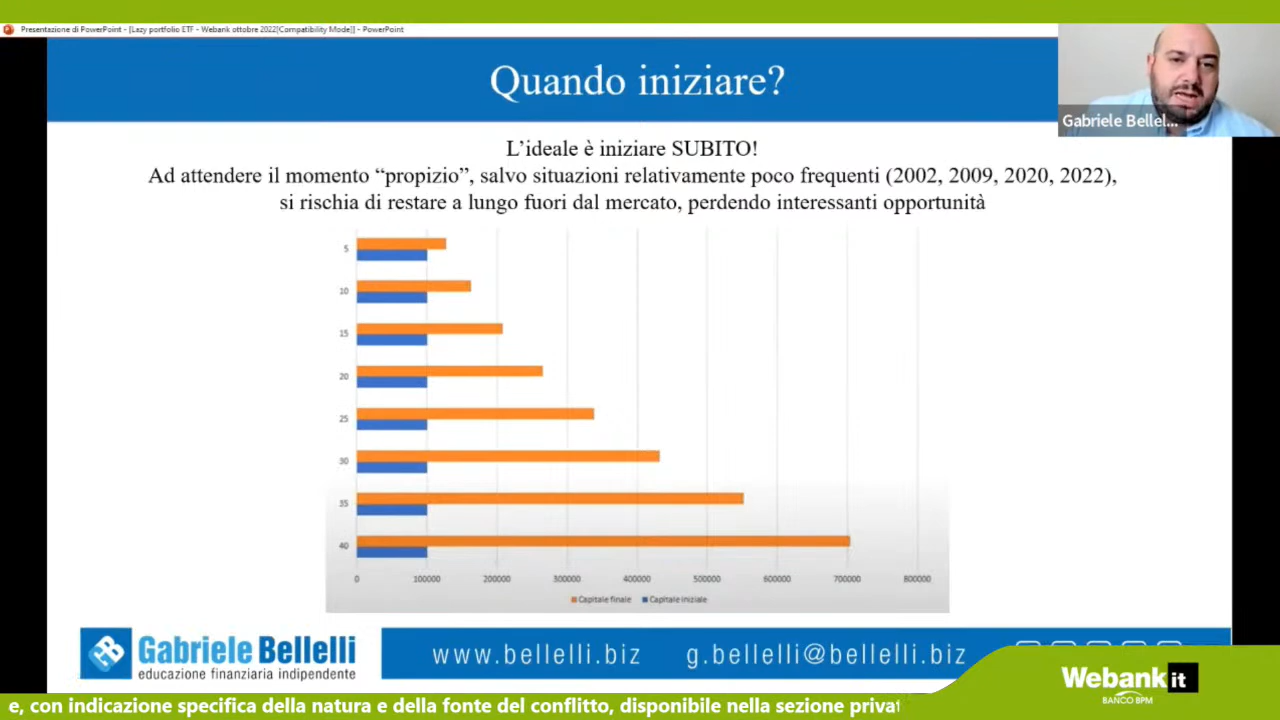 Presentazione di PowerPoint - [Lazy portfolio ETF - Webank ottobre 2022[Compatibility Mode]] - PowerPoint
Quando iniziare?
Gabriele Bellel...
L’ideale è iniziare SUBITO!
Ad attendere il momento “propizio”, salvo situazioni relativamente poco frequenti (2002, 2009, 2020, 2022),
si rischia di restare a lungo fuori dal mercato, perdendo interessanti opportunità
5
10
15
20
25
30
35
40
0 100000 200000 300000 400000 500000 600000 700000 800000
Capitale finale Capitale iniziale
Gabriele Bellelli
educazione finanziaria indipendente
www.bellelli.biz g.bellelli@bellelli.biz
Webank it
BANCO BPM
e, con indicazione specifica della natura e della fonte del conflitto, disponibile nella sezione privat